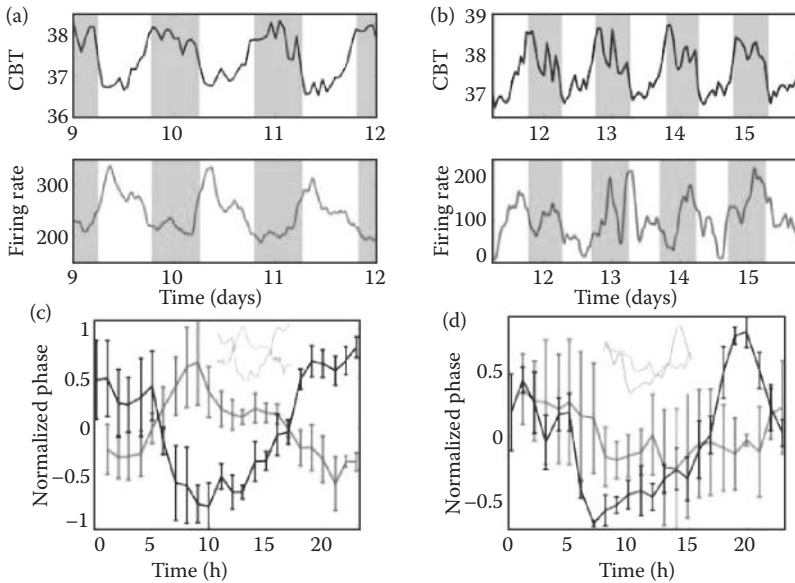 (a)
38
37
36
CBT
9 10 11 12
300
200
Firing rate
9 10 11 12
Time (days)
(b)
39
38
37
CBT
12 13 14 15
200
100
0
Firing rate
12 13 14 15
Time (days)
(c)
1
0.5
0
−0.5
−1
Normalized phase
0 5 10 15 20
Time (h)
(d)
0.5
0
−0.5
Normalized phase
0 5 10 15 20
Time (h)